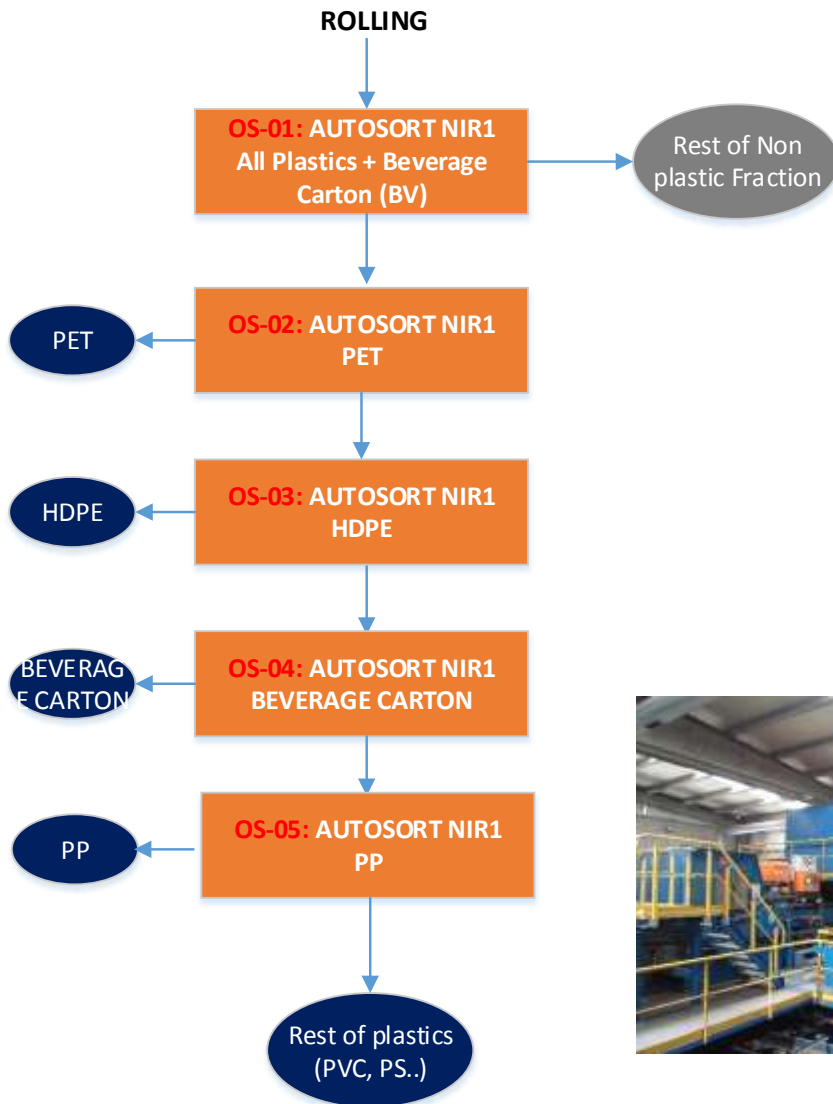 ROLLING
OS-01: AUTOSORT NIR1
All Plastics + Beverage
Carton (BV)
Rest of Non
plastic Fraction
OS-02: AUTOSORT NIR1
PET
PET
OS-03: AUTOSORT NIR1
HDPE
HDPE
OS-04: AUTOSORT NIR1
BEVERAGE CARTON
BEVERAG
E CARTON
OS-05: AUTOSORT NIR1
PP
PP
Rest of plastics
(PVC, PS..)